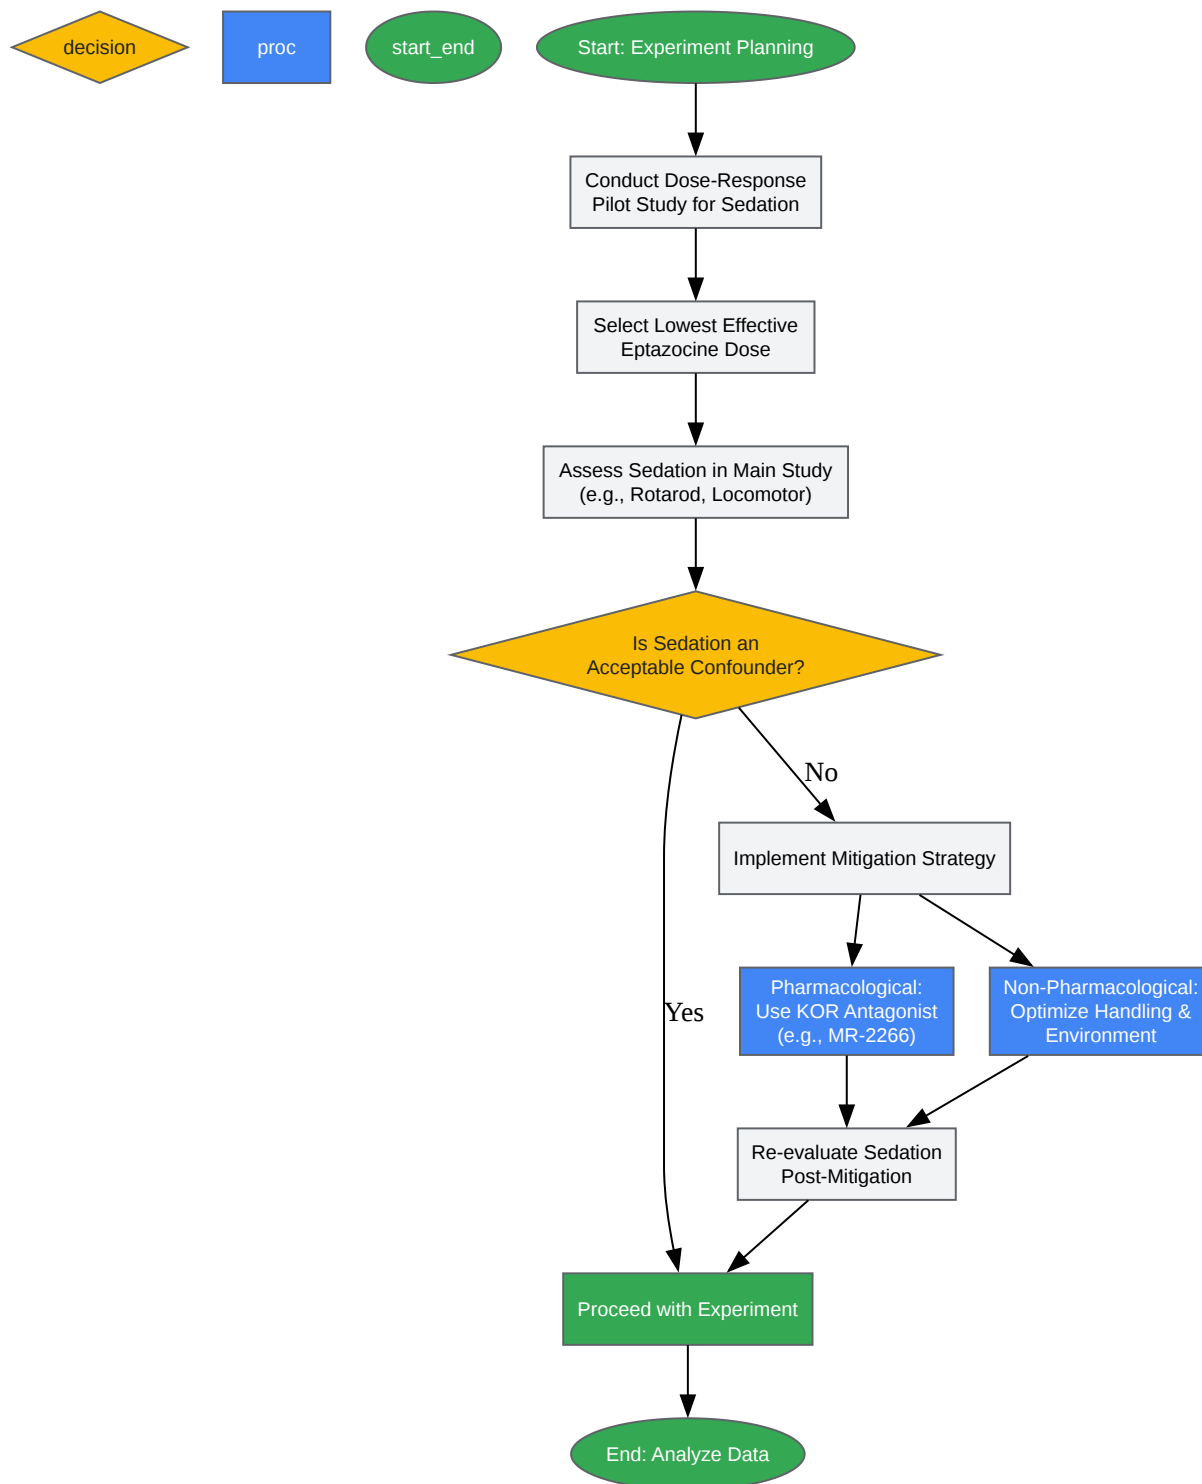 decision
proc
start_end
Start: Experiment Planning
Conduct Dose-Response
Pilot Study for Sedation
Select Lowest Effective
Eptazocine Dose
Assess Sedation in Main Study
(e.g., Rotarod, Locomotor)
Is Sedation an
Acceptable Confounder?
No
Implement Mitigation Strategy
Yes
Pharmacological:
Use KOR Antagonist
(e.g., MR-2266)
Non-Pharmacological:
Optimize Handling &
Environment
Re-evaluate Sedation
Post-Mitigation
Proceed with Experiment
End: Analyze Data